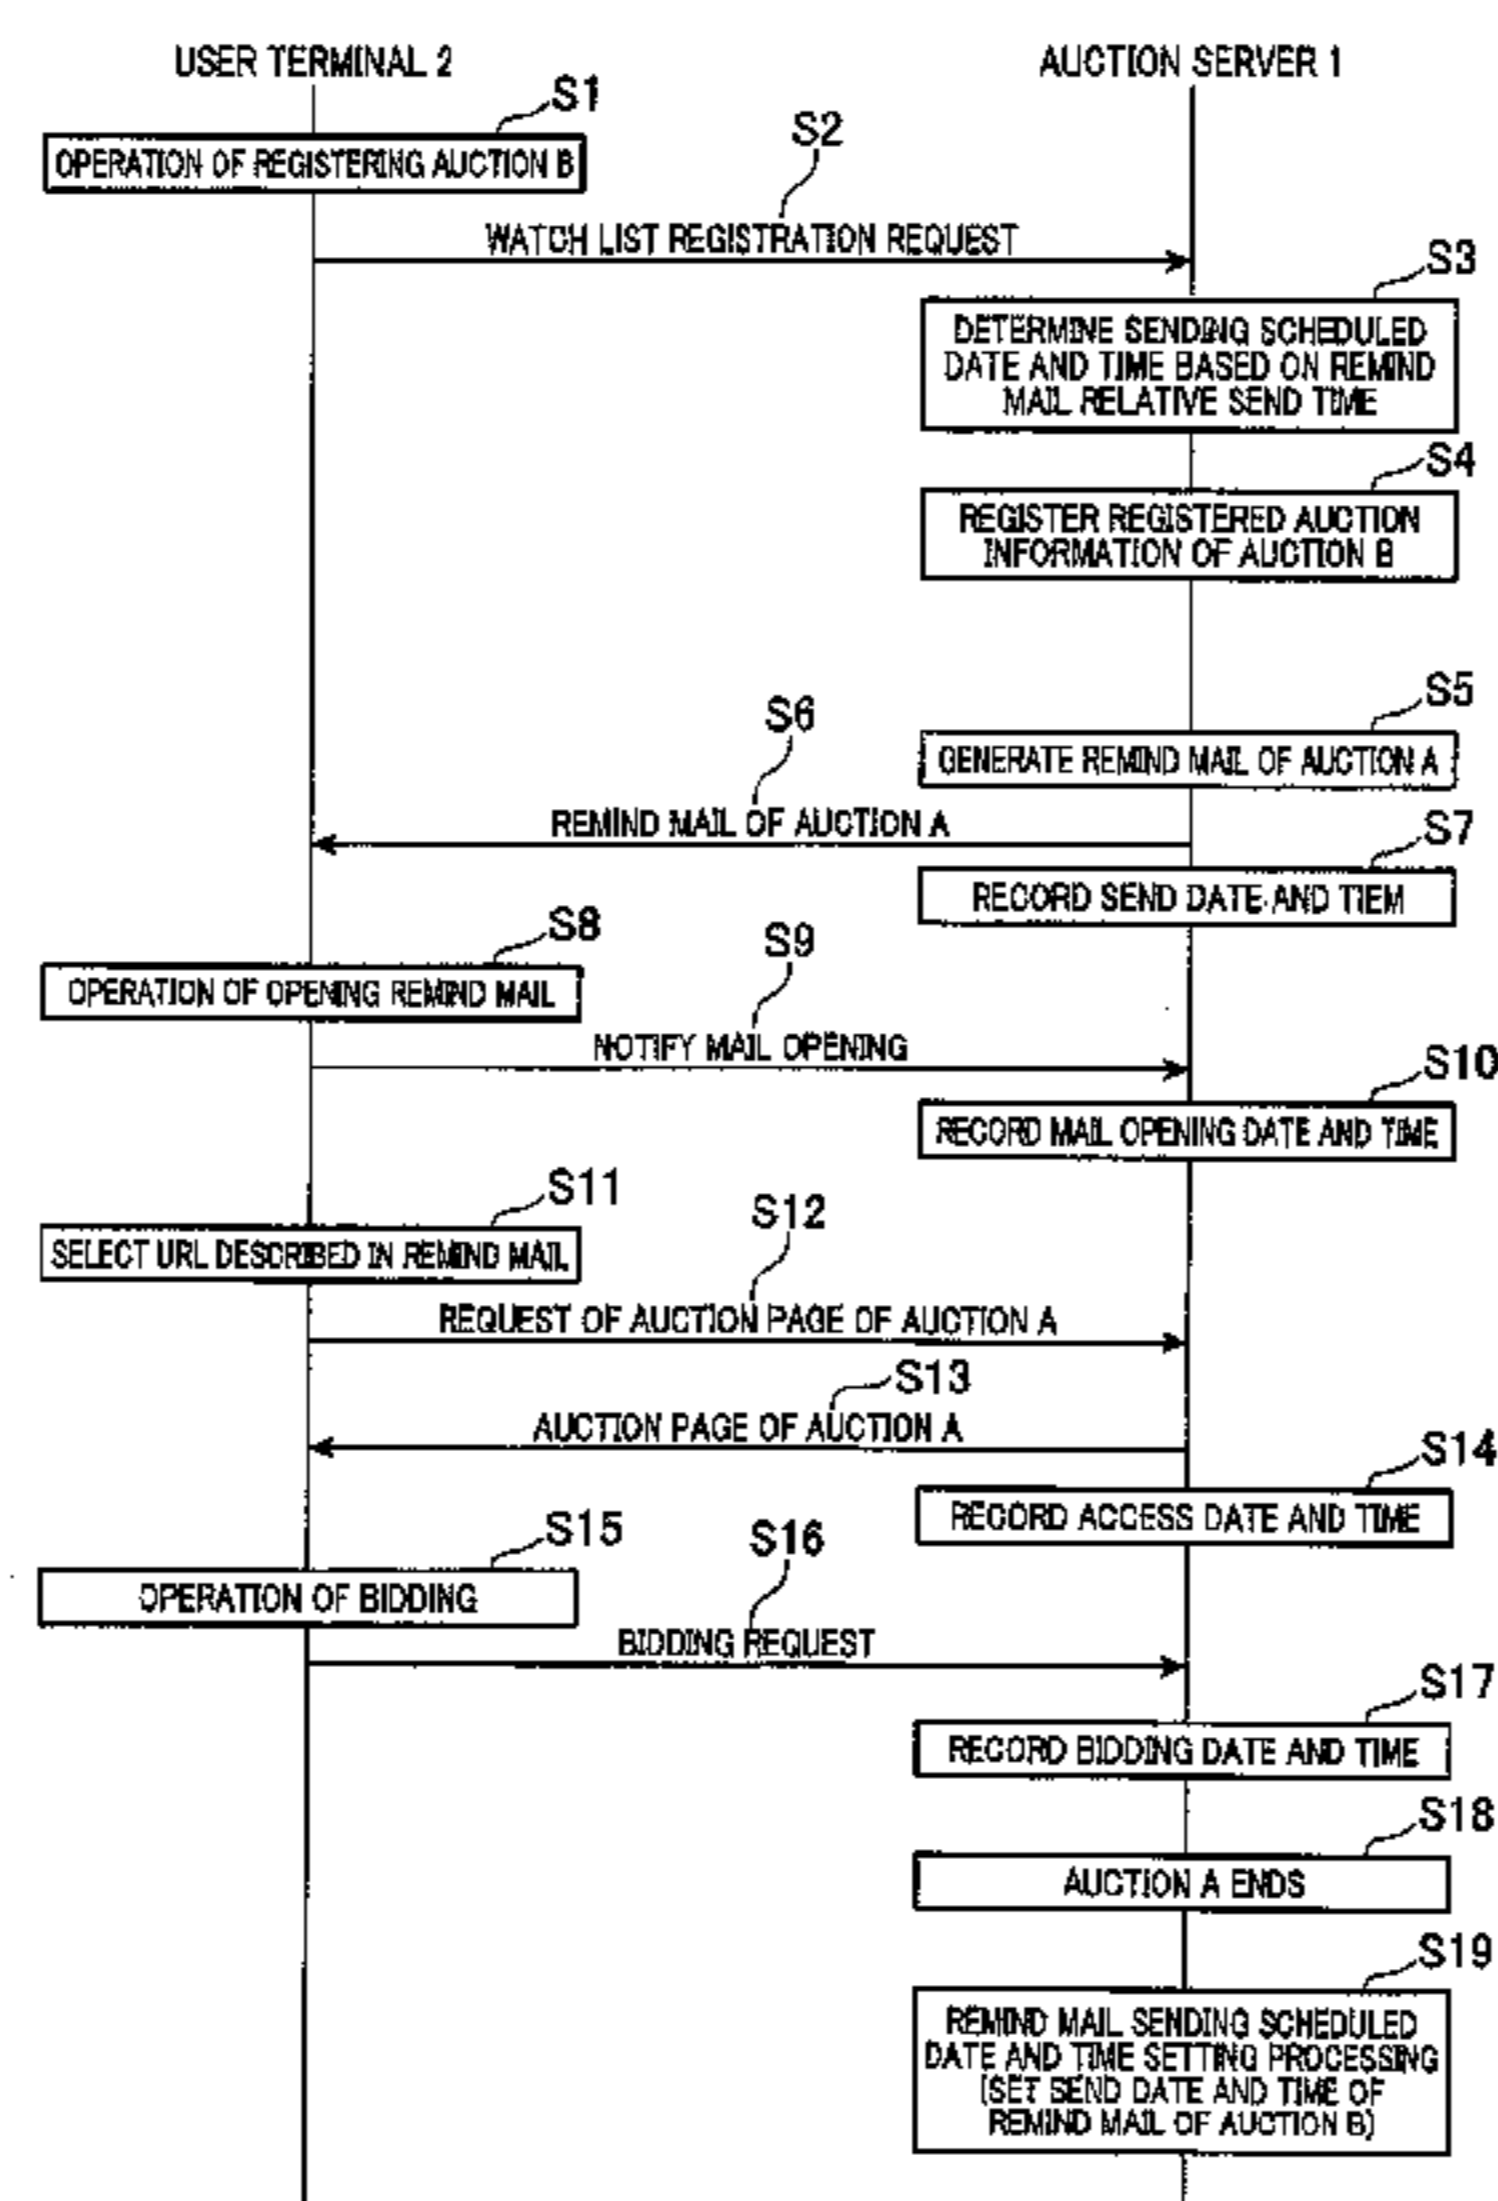 USER TERMINAL 2
AUCTION SERVER 1
S1
OPERATION OF REGISTERING AUCTION B
S2
WATCH LIST REGISTRATION REQUEST
S3
DETERMINE SENDING SCHEDULED
DATE AND TIME BASED ON REMIND
MAIL RELATIVE SEND TIME
S4
REGISTER REGISTERED AUCTION
INFORMATION OF AUCTION B
S5
GENERATE REMIND MAIL OF AUCTION A
S6
REMIND MAIL OF AUCTION A
S7
RECORD SEND DATE AND TIEM
S8
OPERATION OF OPENING REMIND MAIL
S9
NOTIFY MAIL OPENING
S10
RECORD MAIL OPENING DATE AND TIME
S11
SELECT URL DESCRIBED IN REMIND MAIL
S12
REQUEST OF AUCTION PAGE OF AUCTION A
S13
AUCTION PAGE OF AUCTION A
S14
RECORD ACCESS DATE AND TIME
S15
OPERATION OF BIDDING
S16
BIDDING REQUEST
S17
RECORD BIDDING DATE AND TIME
S18
AUCTION A ENDS
S19
REMIND MAIL SENDING SCHEDULED
DATE AND TIME SETTING PROCESSING
(SET SEND DATE AND TIME OF
REMIND MAIL OF AUCTION B)